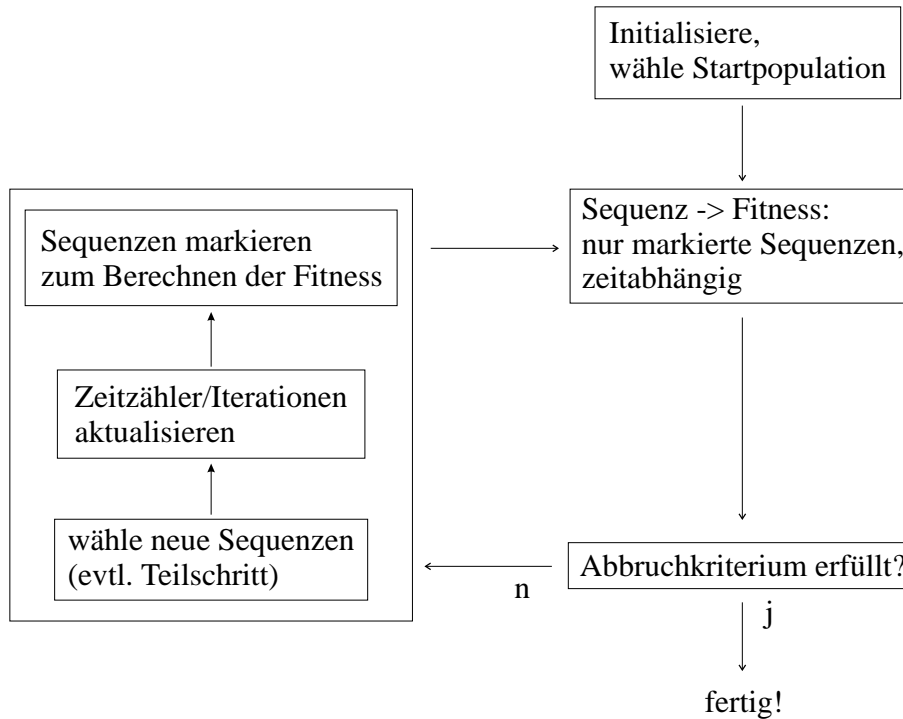 Initialisiere,
wähle Startpopulation
Sequenz -> Fitness:
nur markierte Sequenzen,
zeitabhängig
Sequenzen markieren
zum Berechnen der Fitness
Zeitzähler/Iterationen
aktualisieren
wähle neue Sequenzen
(evtl. Teilschritt)
Abbruchkriterium erfüllt?
n
j
fertig!